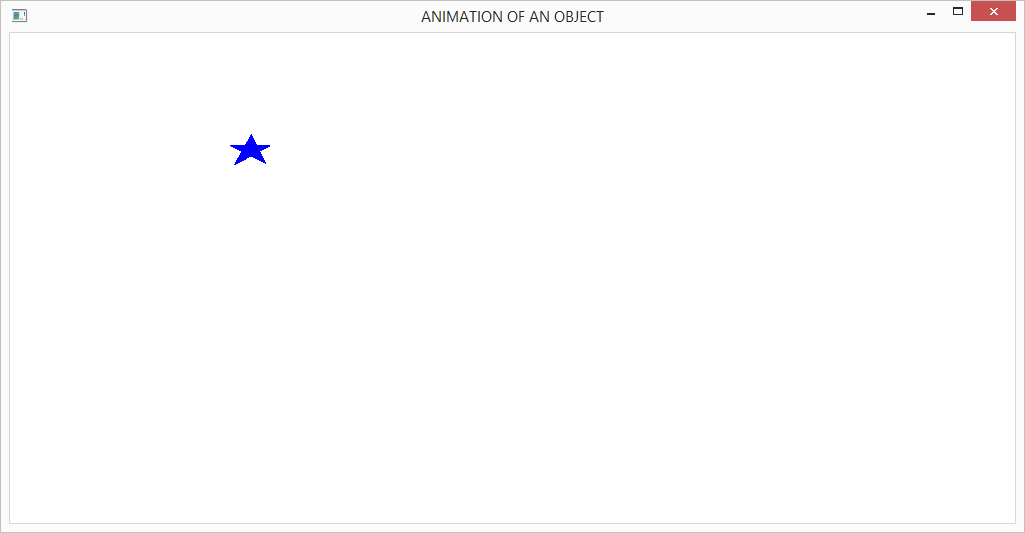 ANIMATION OF AN OBJECT